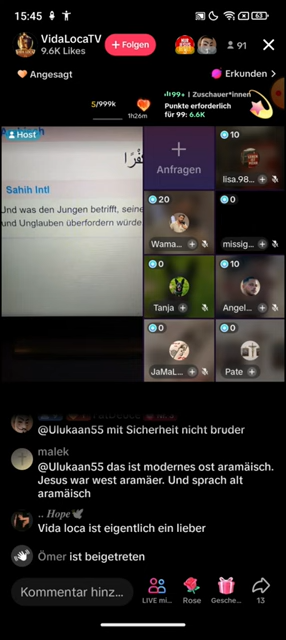 15:45
63
VidaLocaTV
9.6K Likes
+ Folgen
91
Angesagt
Erkunden >
5/999k
1h26m
99+ | Zuschauer*innen
Punkte erforderlich
für 99: 6.6K
Host
Sahih Intl
Und was den Jungen betrifft, seine
und Unglauben überfordern würde
Anfragen
10
lisa.98...
20
Wama...
0
missig...
0
Tanja
10
Angel...
0
JaMaL...
0
Pate
@Ulukaan55 mit Sicherheit nicht bruder
malek
@Ulukaan55 das ist modernes ost aramäisch.
Jesus war west aramäer. Und sprach alt
aramäisch
.. Hope
Vida loca ist eigentlich ein lieber
Ömer ist beigetreten
Kommentar hinz...
LIVE mi...
Rose
Gesche...
13